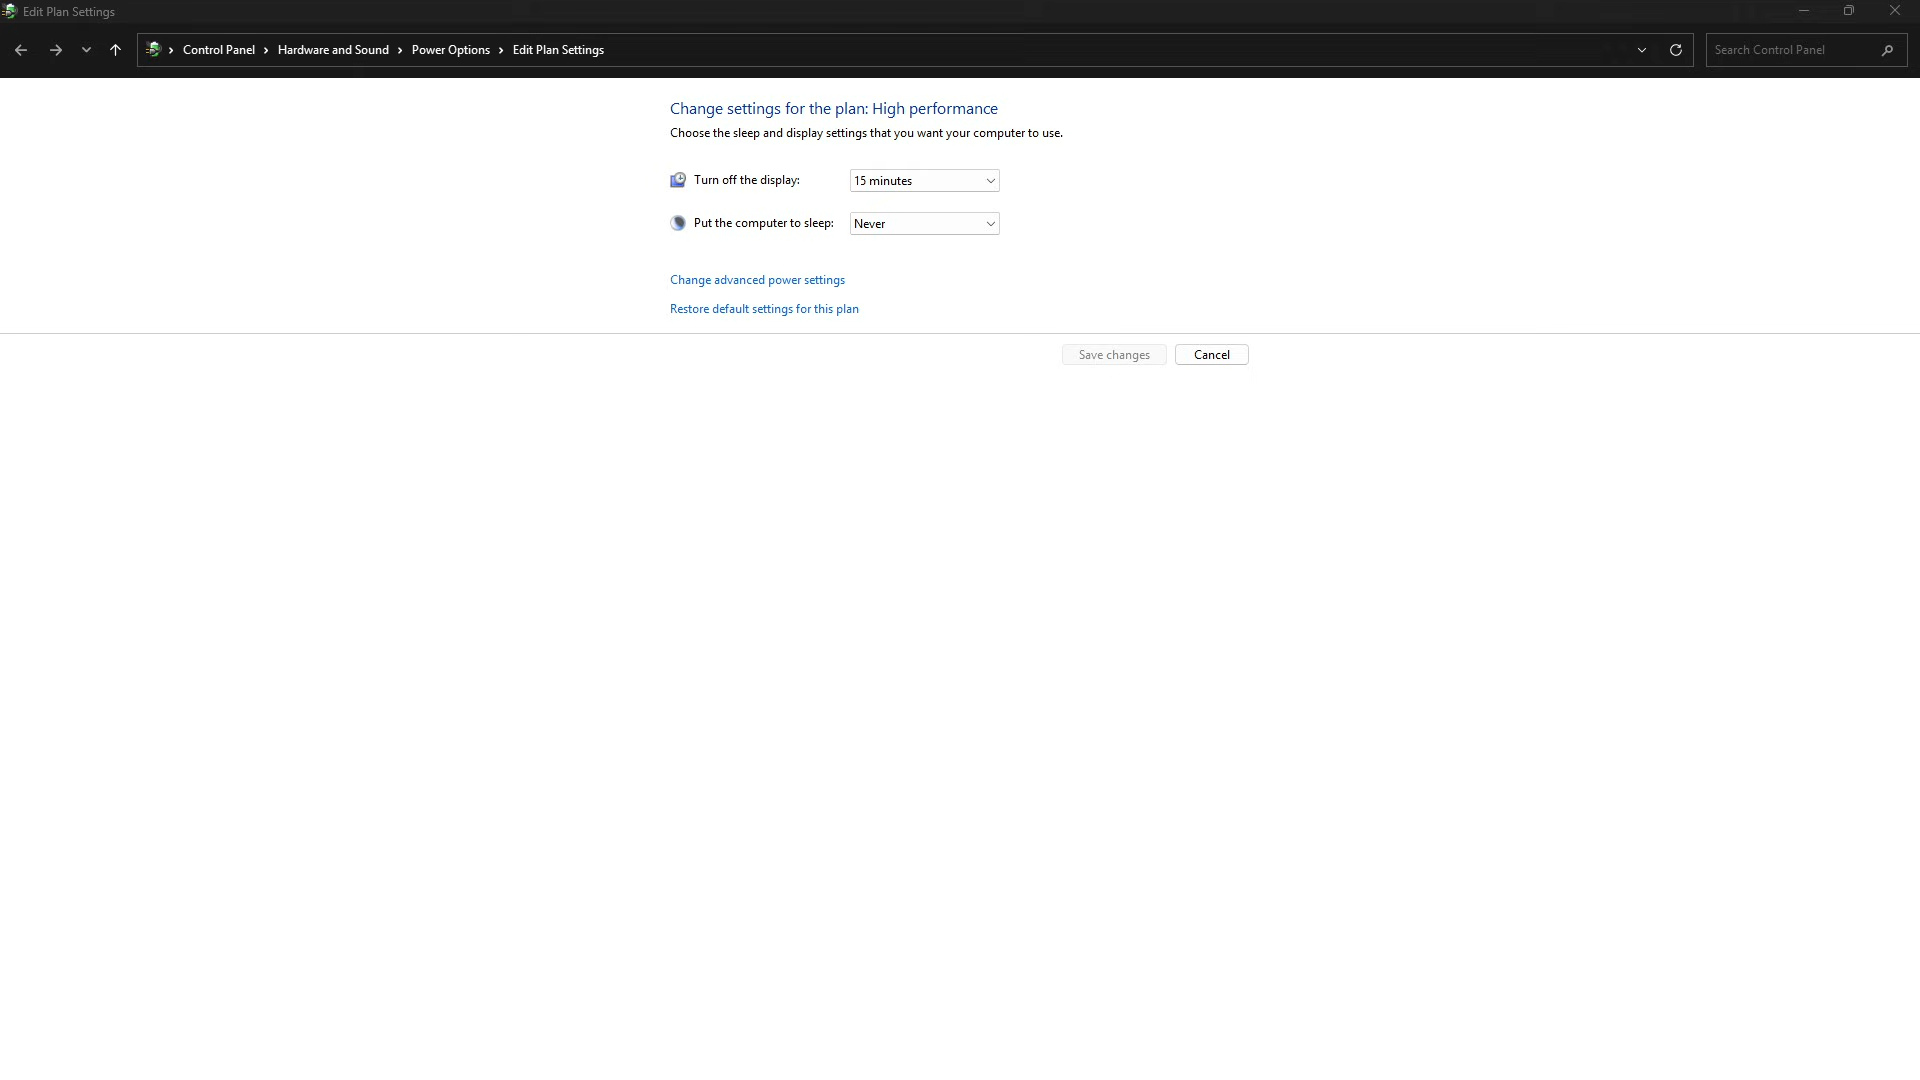 Edit Plan Settings
Control Panel > Hardware and Sound > Power Options > Edit Plan Settings
Search Control Panel
Change settings for the plan: High performance
Choose the sleep and display settings that you want your computer to use.
Turn off the display: 15 minutes
Put the computer to sleep: Never
Change advanced power settings
Restore default settings for this plan
Save changes Cancel